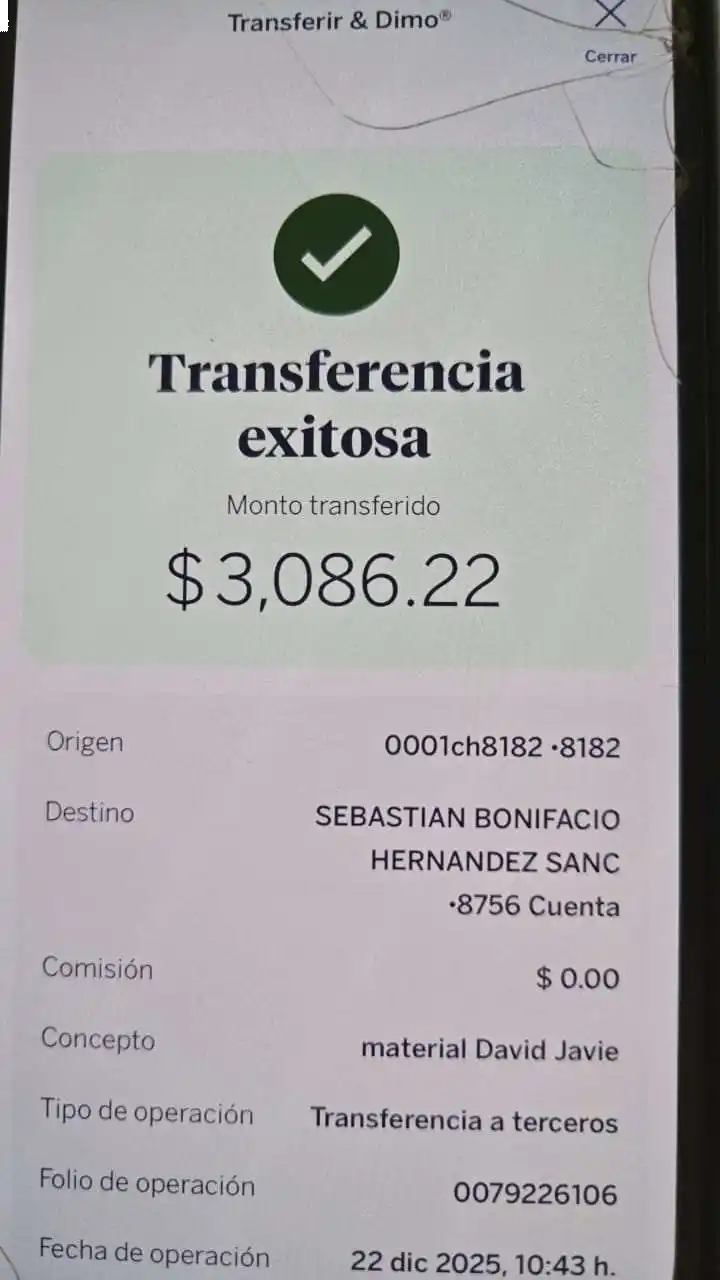 Transferir & Dimo®
Cerrar
Transferencia
exitosa
Monto transferido
$3,086.22
Origen 0001ch8182 •8182
Destino SEBASTIAN BONIFACIO
HERNANDEZ SANC
•8756 Cuenta
Comisión $ 0.00
Concepto material David Javie
Tipo de operación Transferencia a terceros
Folio de operación 0079226106
Fecha de operación 22 dic 2025, 10:43 h.